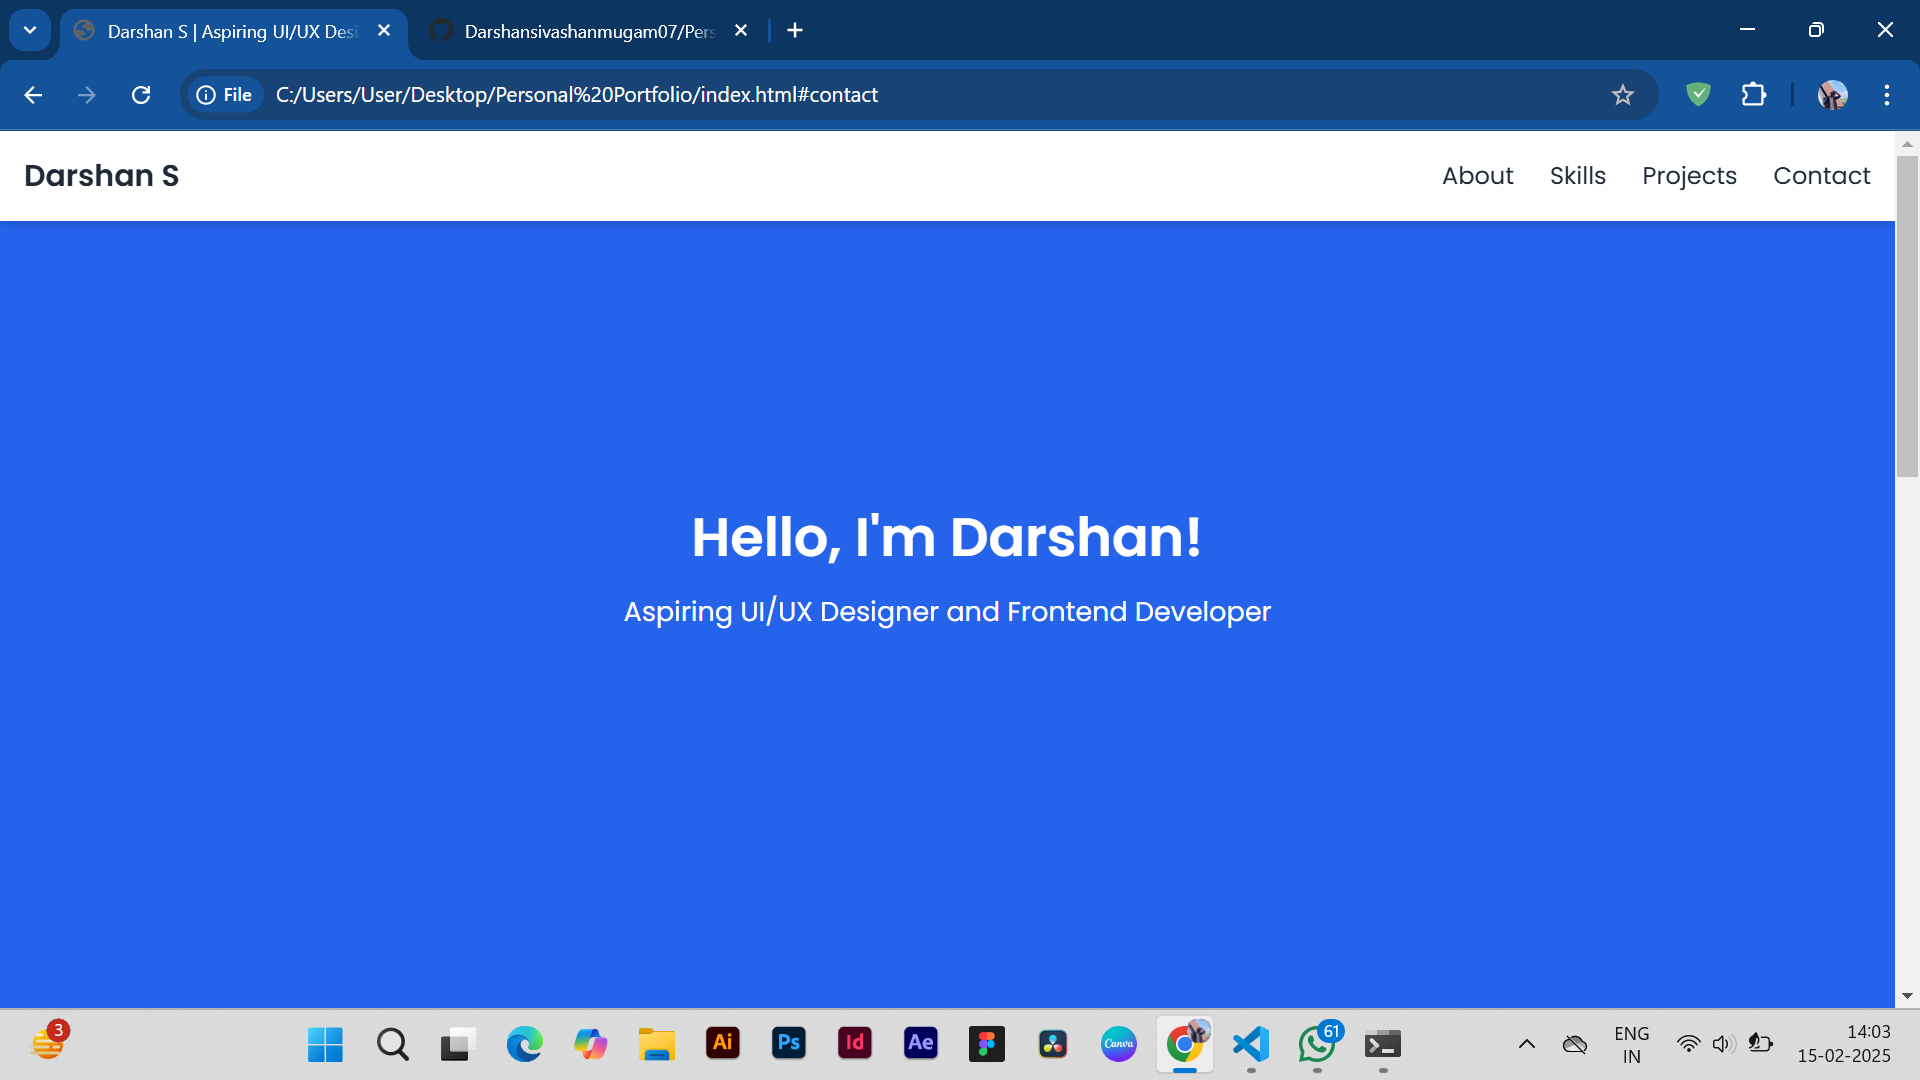 Darshan S | Aspiring UI/UX Desi
Darshansivashanmugam07/Pers
File
C:/Users/User/Desktop/Personal%20Portfolio/index.html#contact
Darshan S
About
Skills
Projects
Contact
Hello, I'm Darshan!
Aspiring UI/UX Designer and Frontend Developer
3
Ai
Ps
Id
Ae
Canva
61
ENG
IN
14:03
15-02-2025